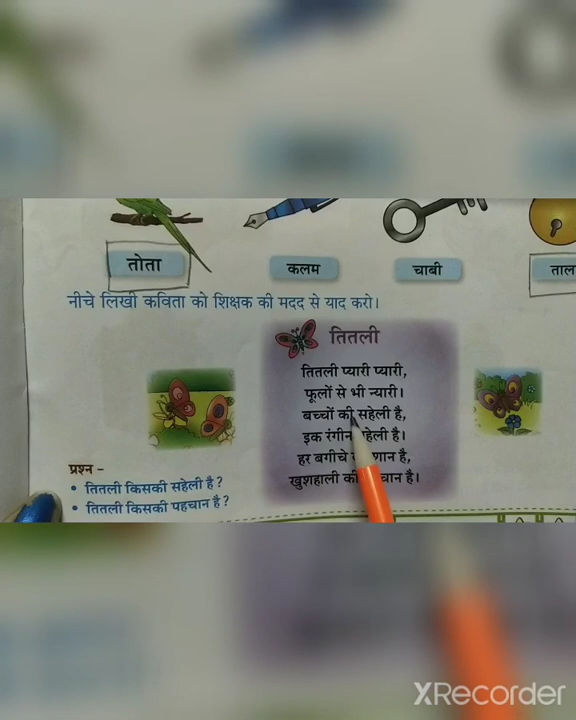 तोता
कलम
चाबी
ताल
नीचे लिखी कविता को शिक्षक की मदद से याद करो।
तितली
तितली प्यारी प्यारी,
फूलों से भी न्यारी।
बच्चों की सहेली है,
इक रंगीन हेली है।
हर बगीचे शान है,
खुशहाली की चान है।
प्रश्न –
• तितली किसकी सहेली है?
• तितली किसकी पहचान है?
XRecorder